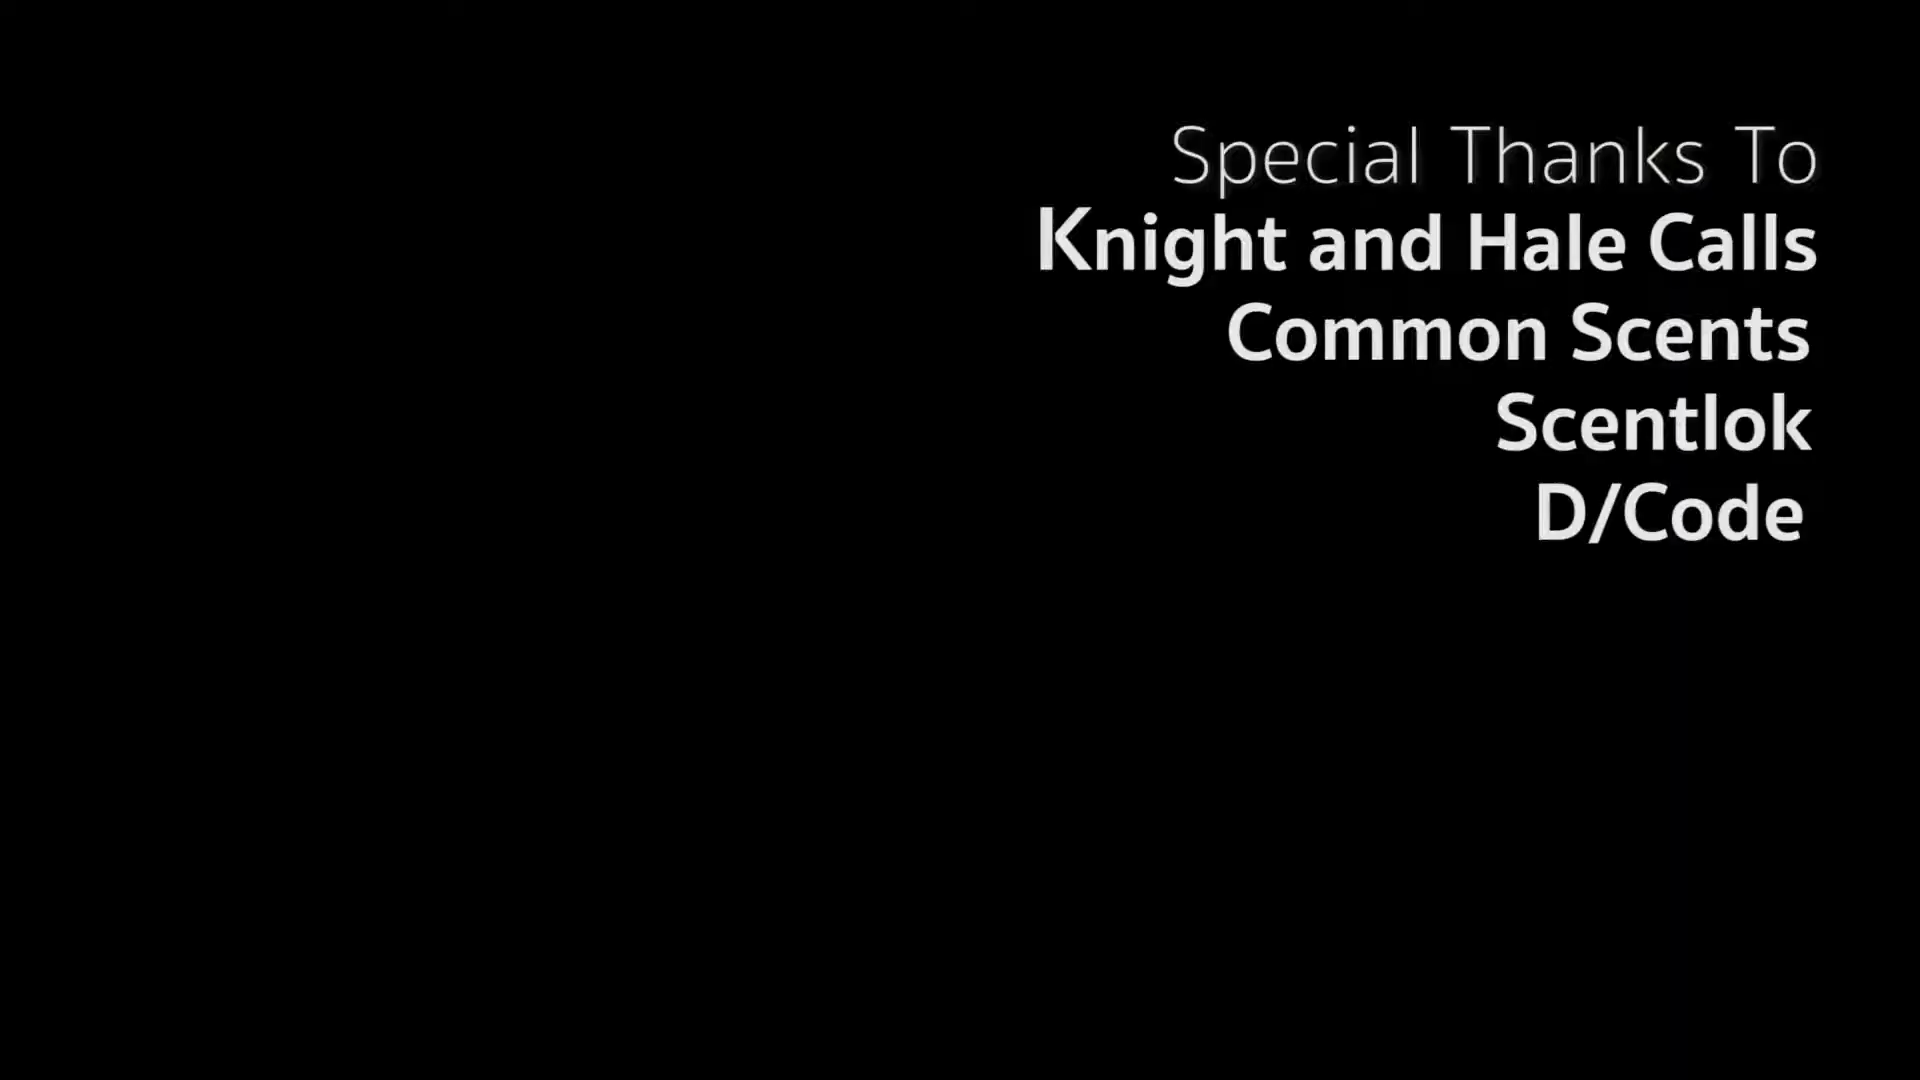 Special Thanks To
Knight and Hale Calls
Common Scents
Scentlok
D/Code